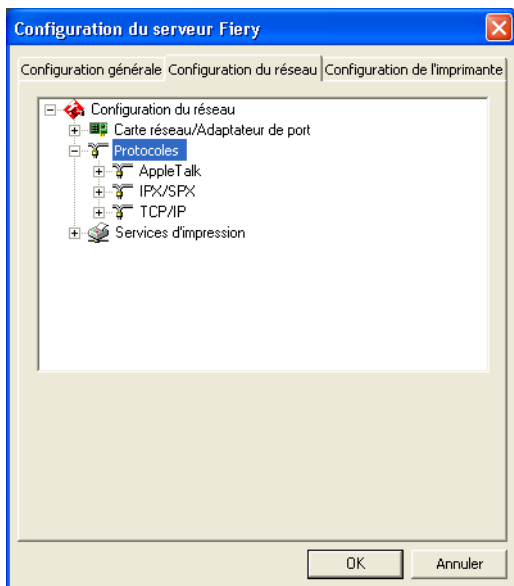 Configuration du serveur Fiery
Configuration générale Configuration du réseau Configuration de l'imprimante
Configuration du réseau
Carte réseau/Adaptateur de port
Protocoles
AppleTalk
IPX/SPX
TCP/IP
Services d'impression
OK Annuler